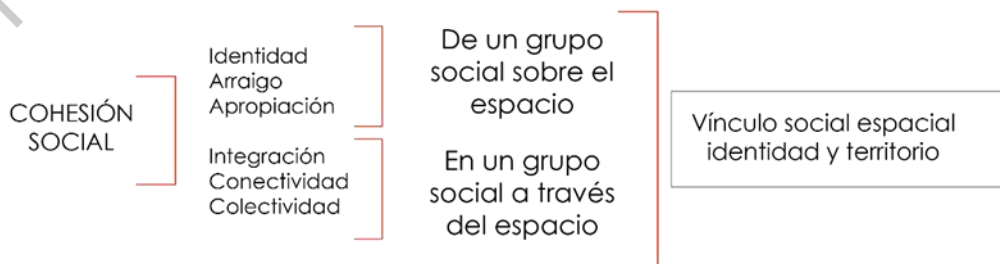 COHESIÓN
SOCIAL
Identidad
Arraigo
Apropiación
Integración
Conectividad
Colectividad
De un grupo
social sobre el
espacio
En un grupo
social a través
del espacio
Vínculo social espacial
identidad y territorio